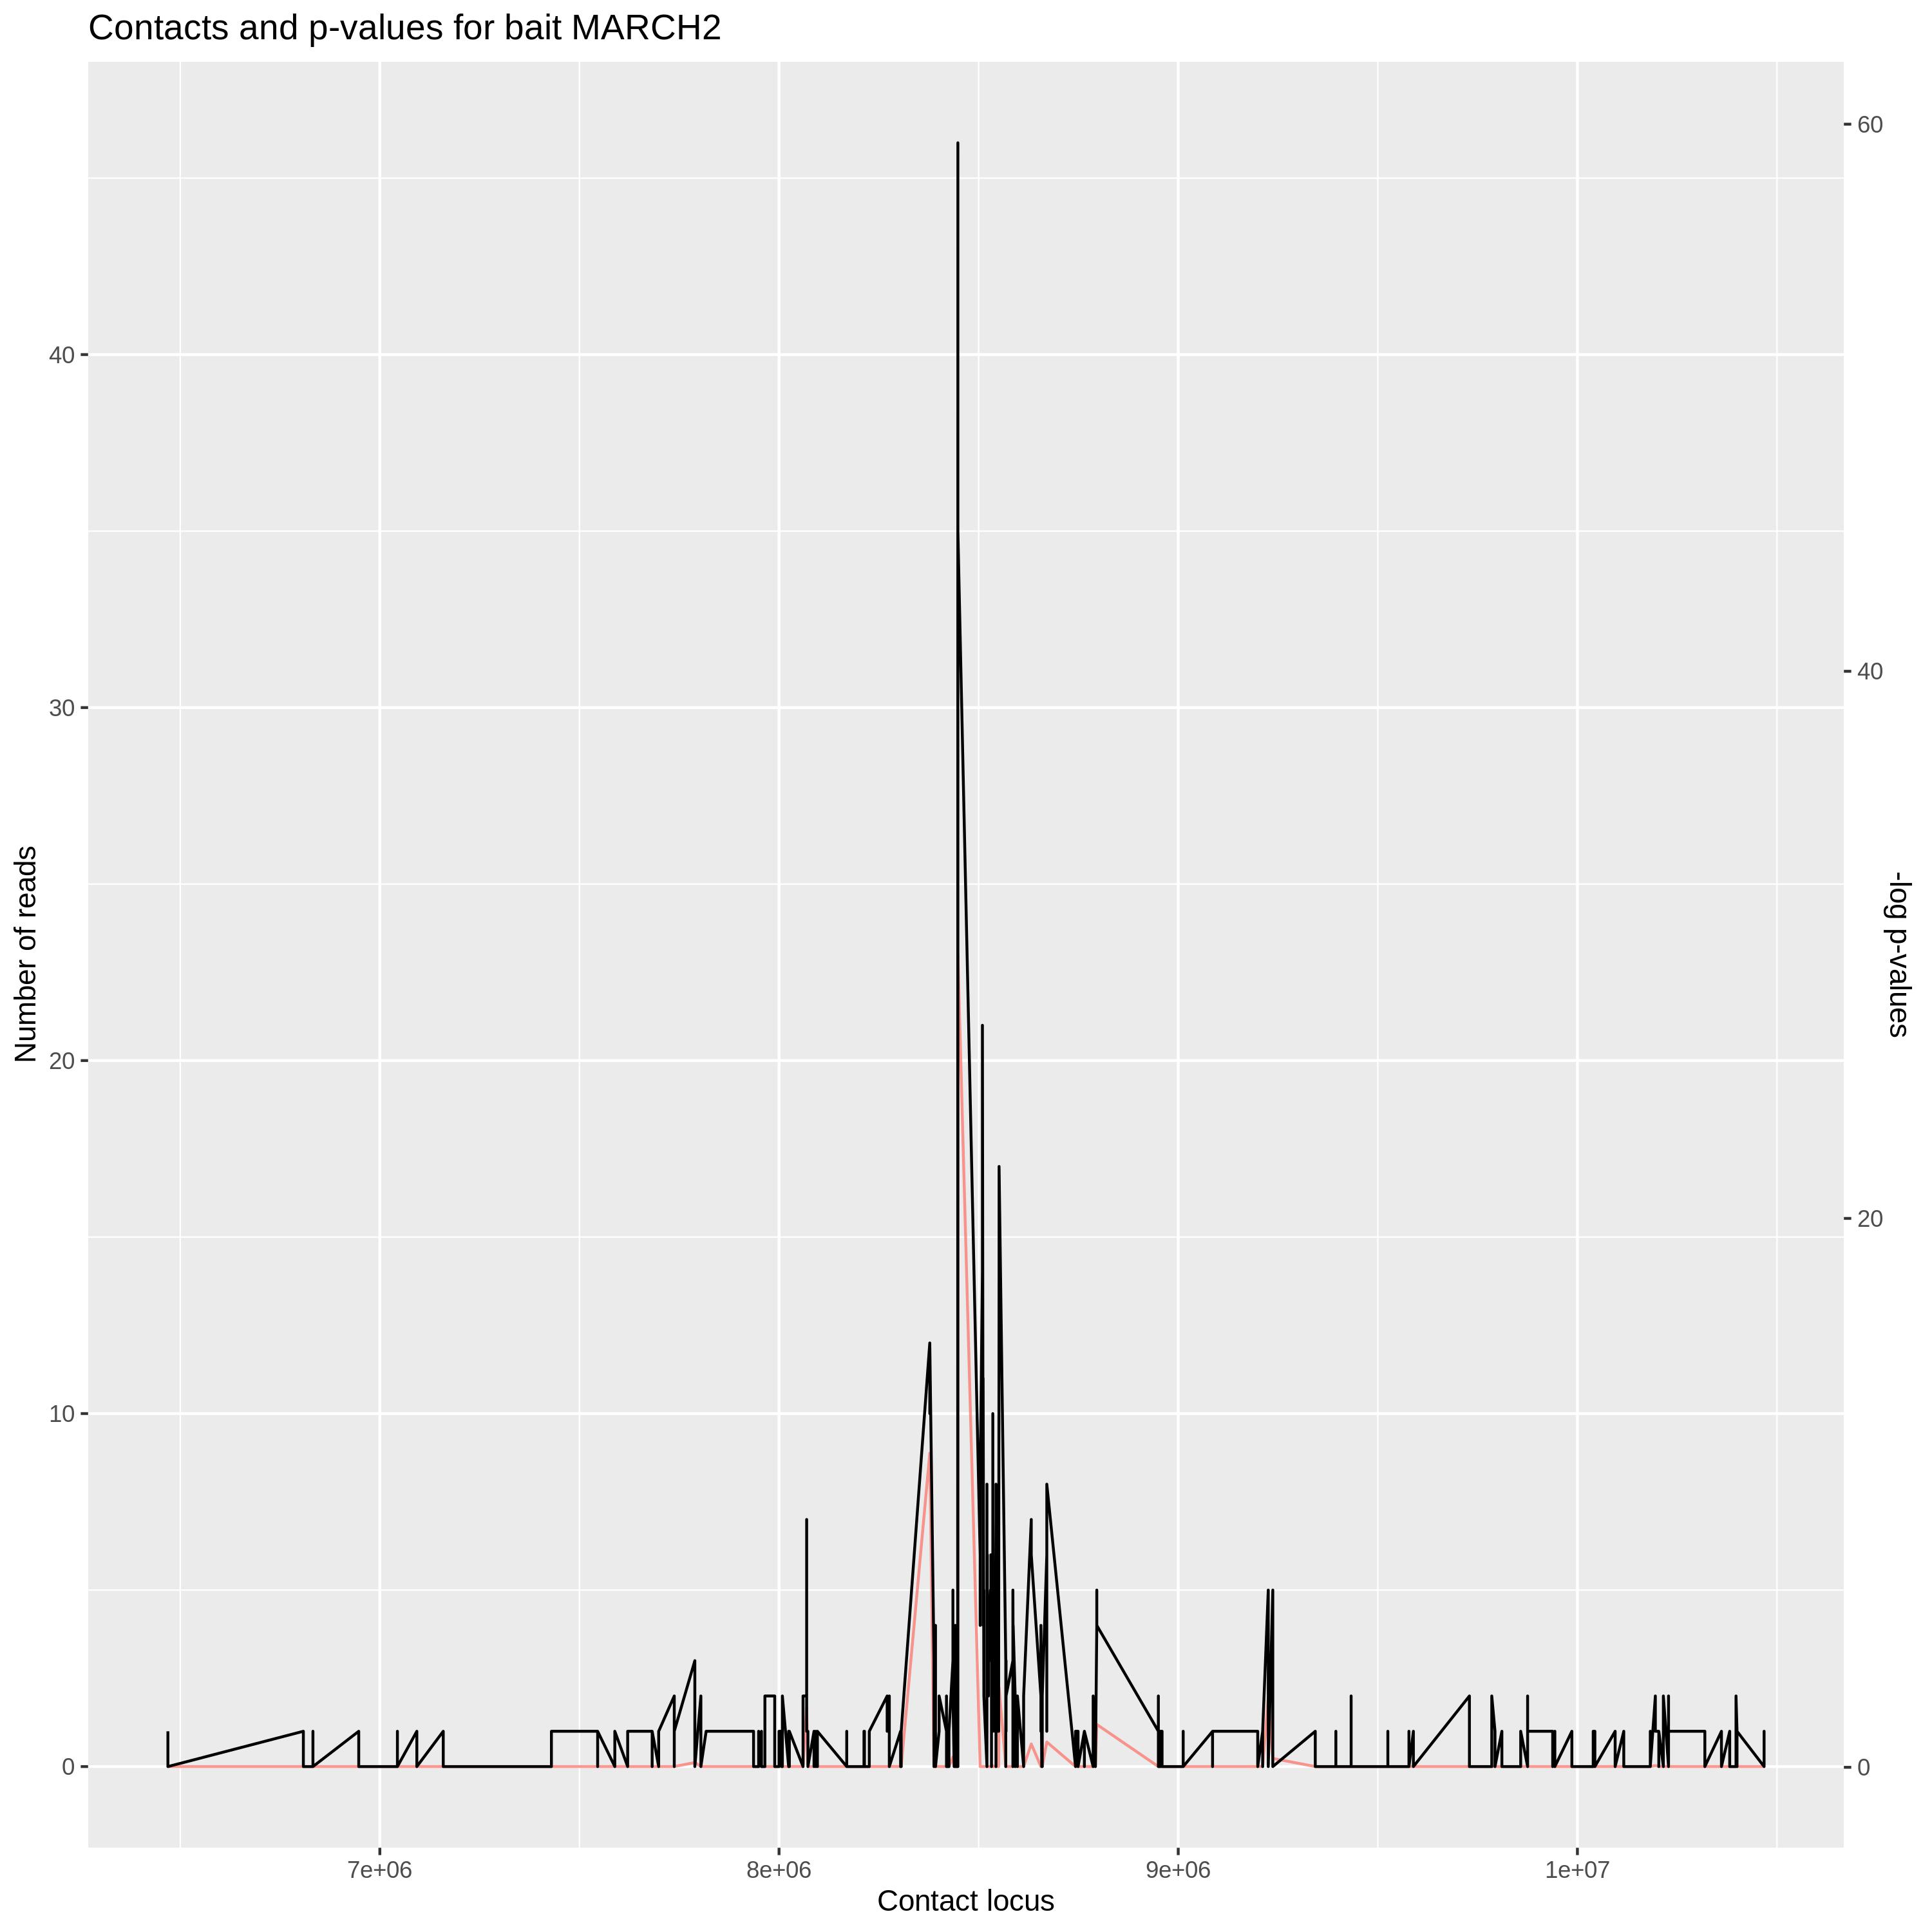 Contacts and p-values for bait MARCH2
Number of reads
40
30
20
10
0
60
40
20
0
-log p-values
7e+06
8e+06
9e+06
1e+07
Contact locus